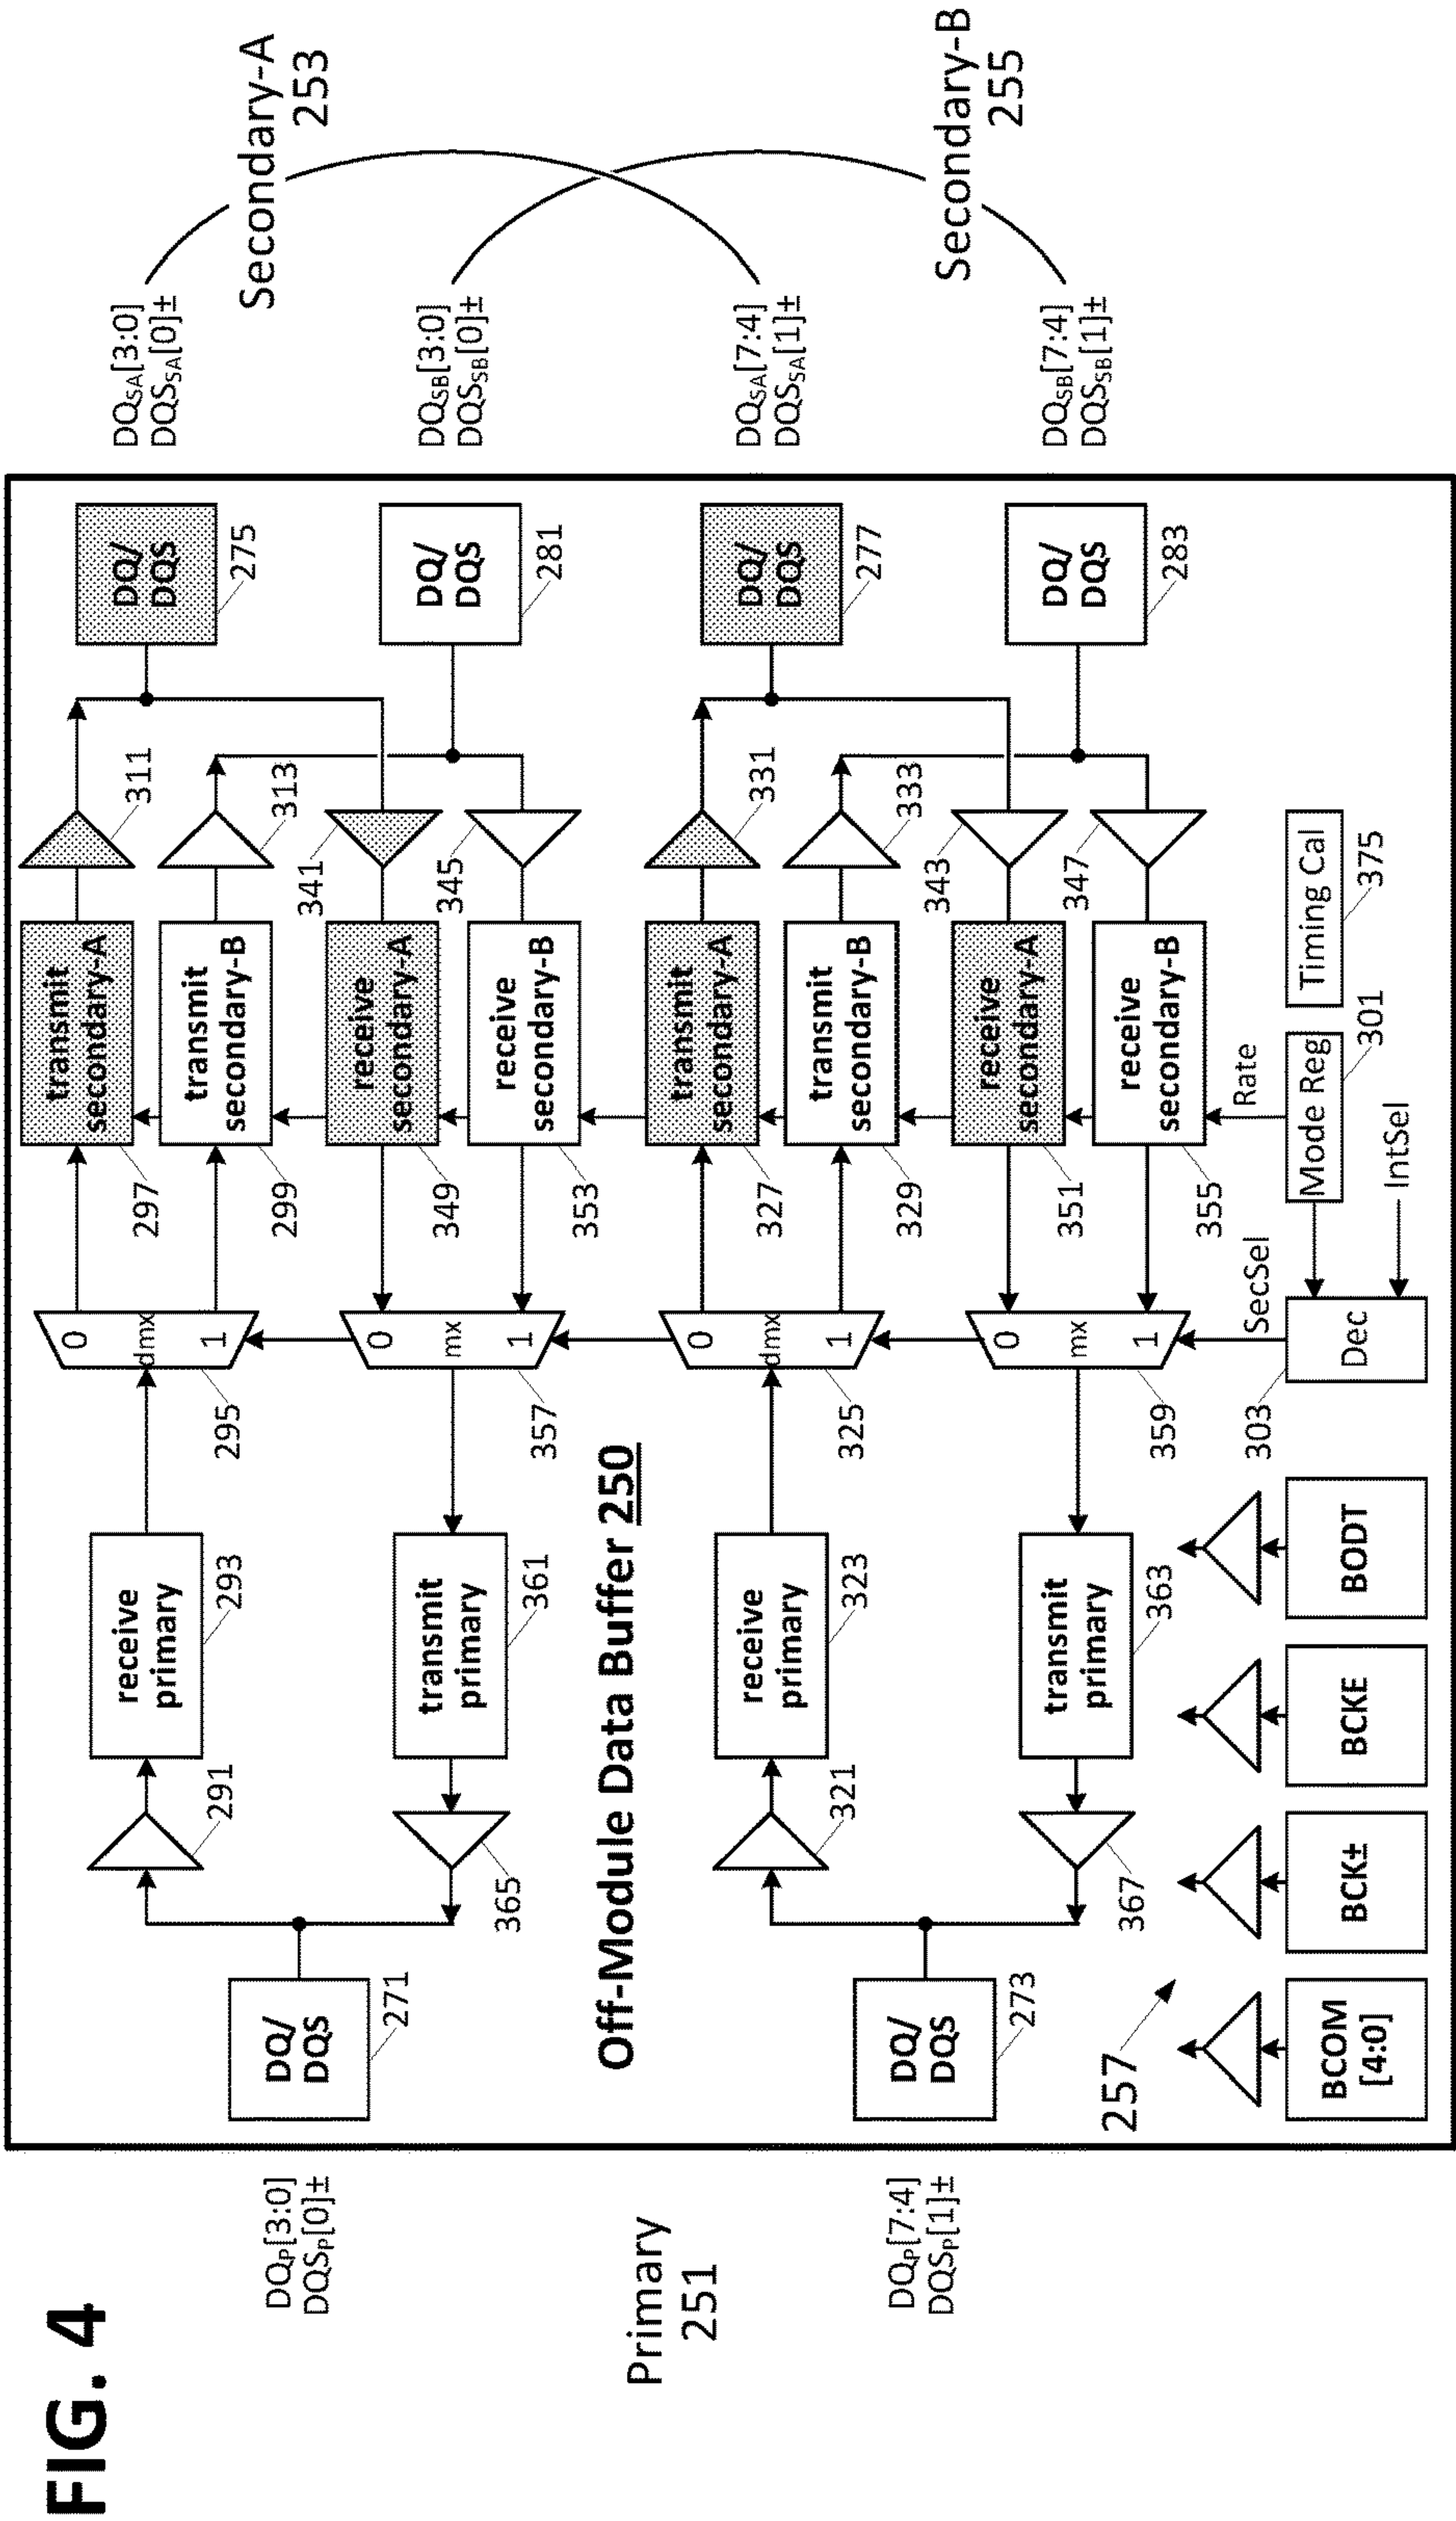 FIG. 4
Primary
251
DQP[3:0]
DQSP[0]±
DQP[7:4]
DQSP[1]±
Off-Module Data Buffer 250
DQ/
DQS
271
291
receive
primary
293
dmx
0
1
295
transmit
secondary-A
297
311
DQ/
DQS
275
DQSA[3:0]
DQSSA[0]±
transmit
secondary-B
299
313
365
transmit
primary
361
mx
0
1
357
receive
secondary-A
349
341
DQ/
DQS
281
DQSB[3:0]
DQSSB[0]±
receive
secondary-B
353
345
Secondary-A
253
DQ/
DQS
273
321
receive
primary
323
dmx
0
1
325
transmit
secondary-A
327
331
DQ/
DQS
277
DQSA[7:4]
DQSSA[1]±
transmit
secondary-B
329
333
367
transmit
primary
363
mx
0
1
359
receive
secondary-A
351
343
DQ/
DQS
283
DQSB[7:4]
DQSSB[1]±
receive
secondary-B
355
347
Secondary-B
255
257
BCOM
[4:0]
BCK±
BCKE
BODT
303
Dec
SecSel
Mode Reg
301
Rate
IntSel
Timing Cal
375